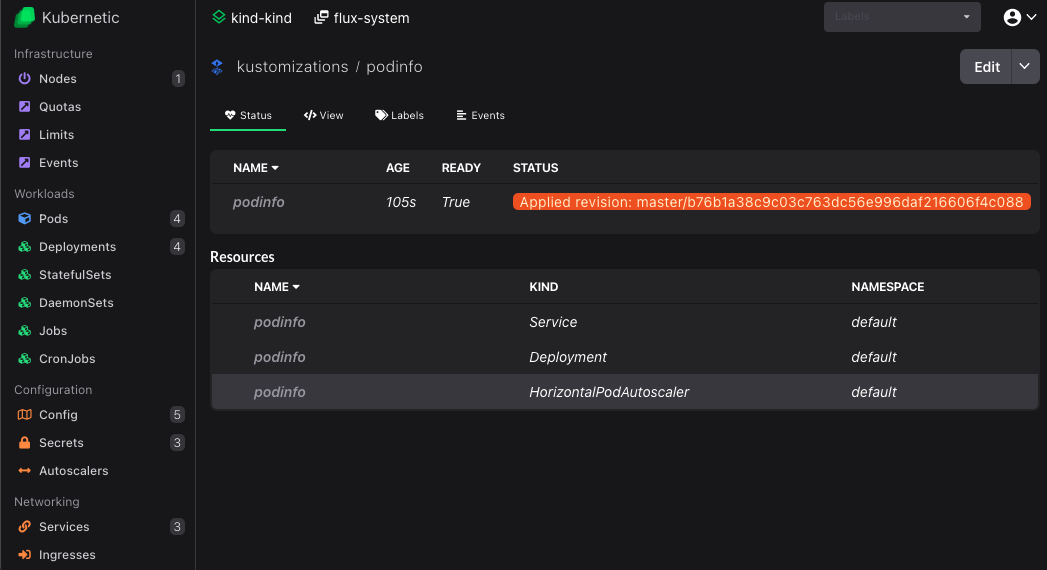 Kubernetic
kind-kind
flux-system
Labels
Infrastructure
Nodes 1
Quotas
Limits
Events
Workloads
Pods 4
Deployments 4
StatefulSets
DaemonSets
Jobs
CronJobs
Configuration
Config 5
Secrets 3
Autoscalers
Networking
Services 3
Ingresses
kustomizations / podinfo
Edit
Status View Labels Events
NAME AGE READY STATUS
podinfo 105s True Applied revision: master/b76b1a38c9c03c763dc56e996daf216606f4c088
Resources
NAME KIND NAMESPACE
podinfo Service default
podinfo Deployment default
podinfo HorizontalPodAutoscaler default